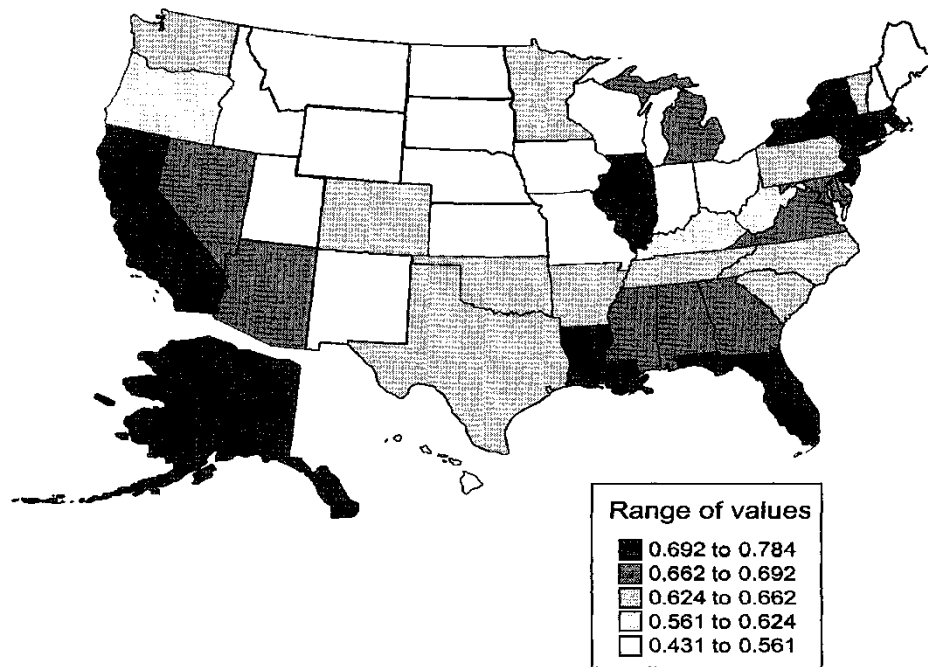 Range of values
0.692 to 0.784
0.662 to 0.692
0.624 to 0.662
0.561 to 0.624
0.431 to 0.561